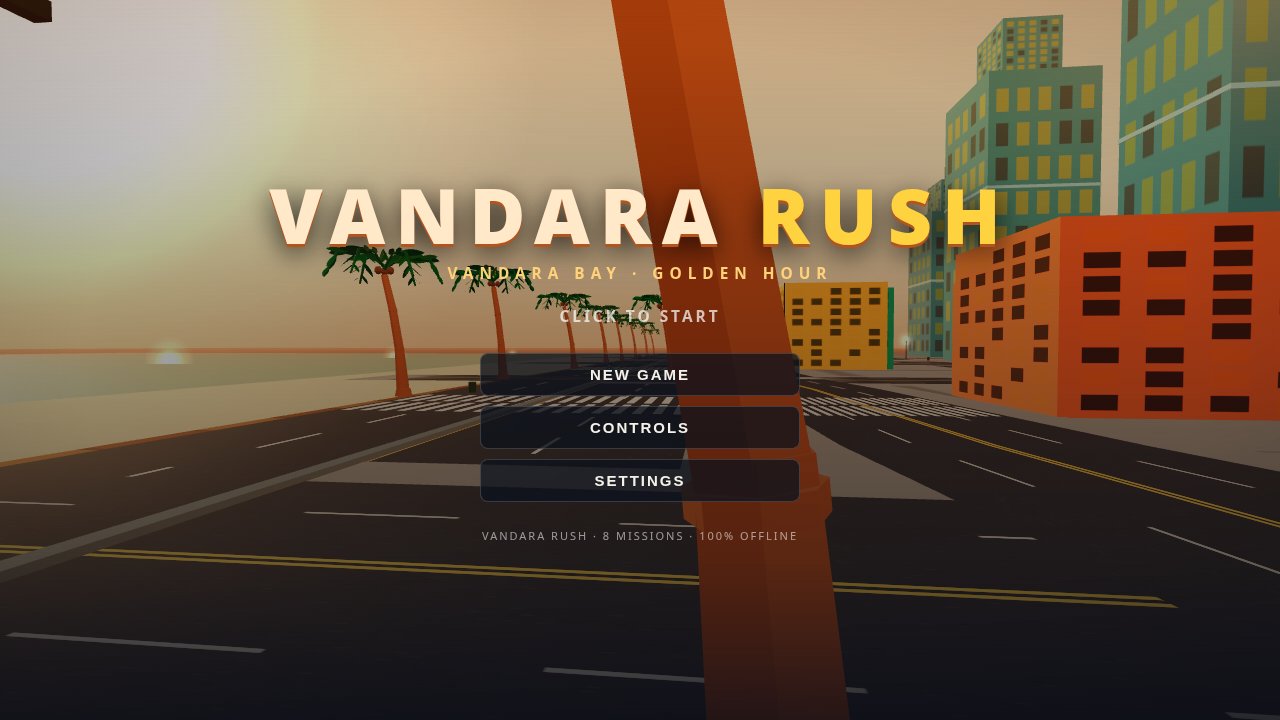 VANDARA RUSH
VANDARA BAY · GOLDEN HOUR
CLICK TO START
NEW GAME
CONTROLS
SETTINGS
VANDARA RUSH · 8 MISSIONS · 100% OFFLINE